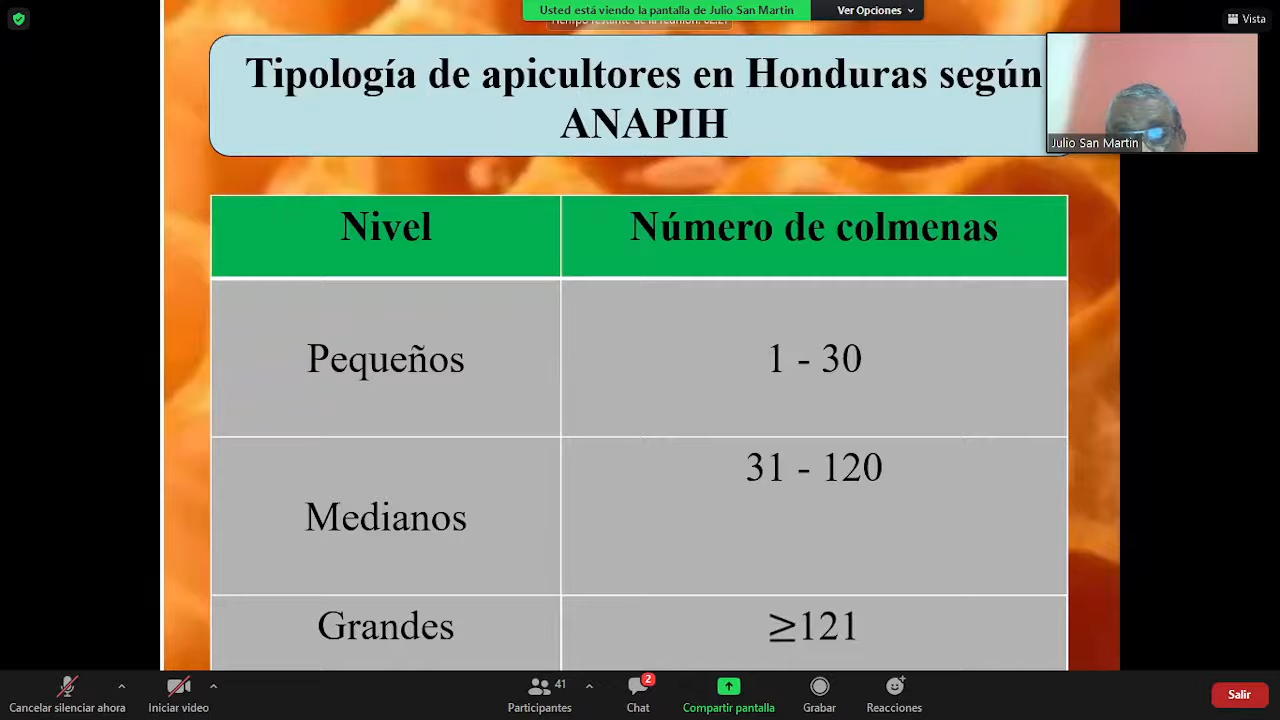 Usted está viendo la pantalla de Julio San Martin
Ver Opciones
Vista
Tipología de apicultores en Honduras según
ANAPIH
Julio San Martin
Nivel
Número de colmenas
Pequeños
1 - 30
Medianos
31 - 120
Grandes
≥121
Cancelar silenciar ahora
Iniciar video
41
Participantes
2
Chat
Compartir pantalla
Grabar
Reacciones
Salir